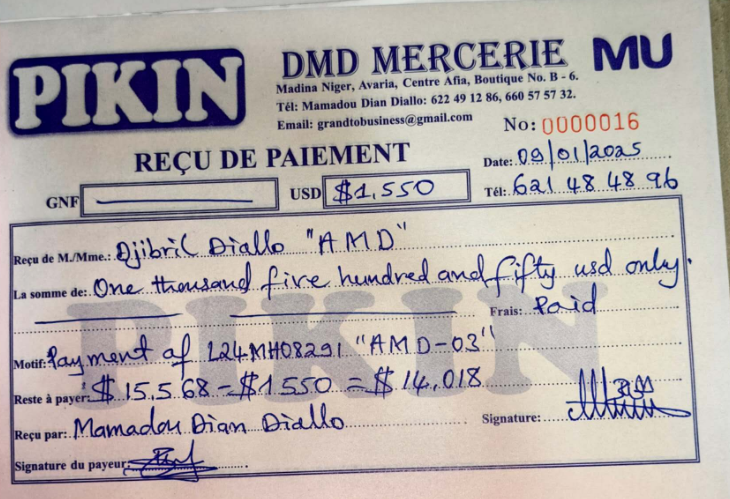 PIKIN
DMD MERCERIE MU
Madina Niger, Avaria, Centre Afia, Boutique No. B - 6.
Tél: Mamadou Dian Diallo: 622 49 12 86, 660 57 57 32.
Email: grandtobusiness@gmail.com
No: 0000016
REÇU DE PAIEMENT
Date: 09/01/2025
GNF USD $1,550
Tél: 621 48 48 96
Reçu de M./Mme.: Djibril Diallo "AMD"
La somme de: One thousand five hundred and fifty usd only.
Frais: Paid
Motif: Payment of L24MH08291 "AMD-03"
Reste à payer: $15,568 - $1550 = $14,018
Reçu par: Mamadou Dian Diallo Signature:
Signature du payeur:
PIKIN